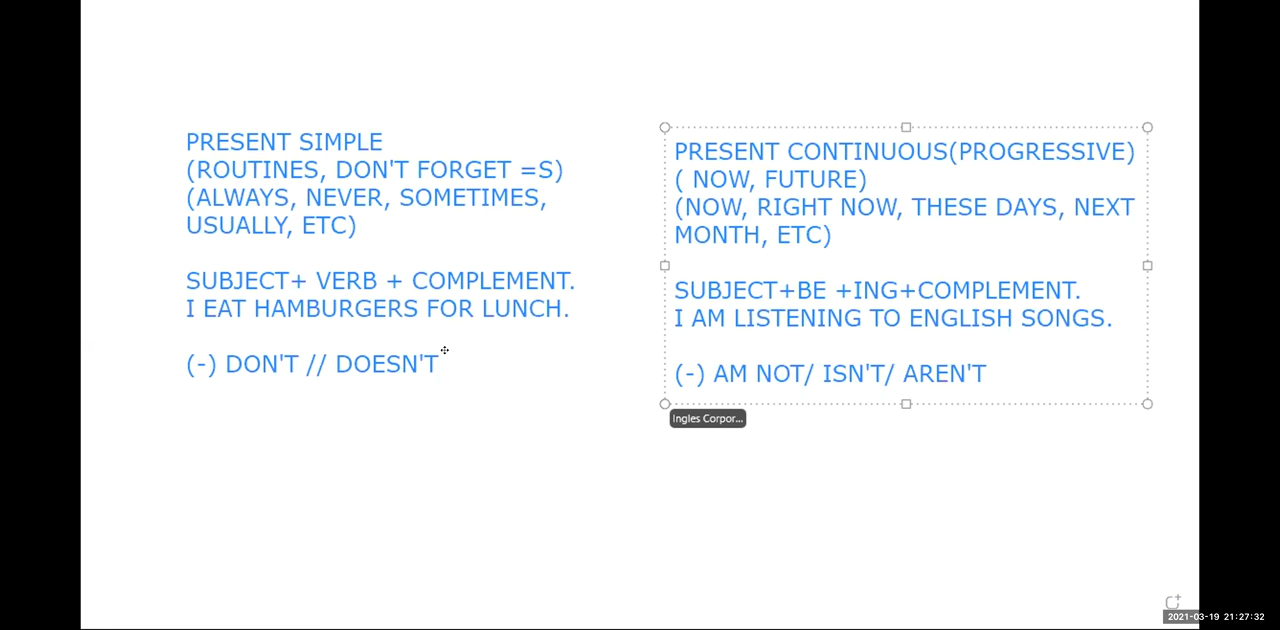 PRESENT SIMPLE
(ROUTINES, DON'T FORGET =S)
(ALWAYS, NEVER, SOMETIMES,
USUALLY, ETC)
SUBJECT+ VERB + COMPLEMENT.
I EAT HAMBURGERS FOR LUNCH.
(-) DON'T // DOESN'T
PRESENT CONTINUOUS(PROGRESSIVE)
( NOW, FUTURE)
(NOW, RIGHT NOW, THESE DAYS, NEXT
MONTH, ETC)
SUBJECT+BE +ING+COMPLEMENT.
I AM LISTENING TO ENGLISH SONGS.
(-) AM NOT/ ISN'T/ AREN'T
Ingles Corpor...
2021-03-19 21:27:32